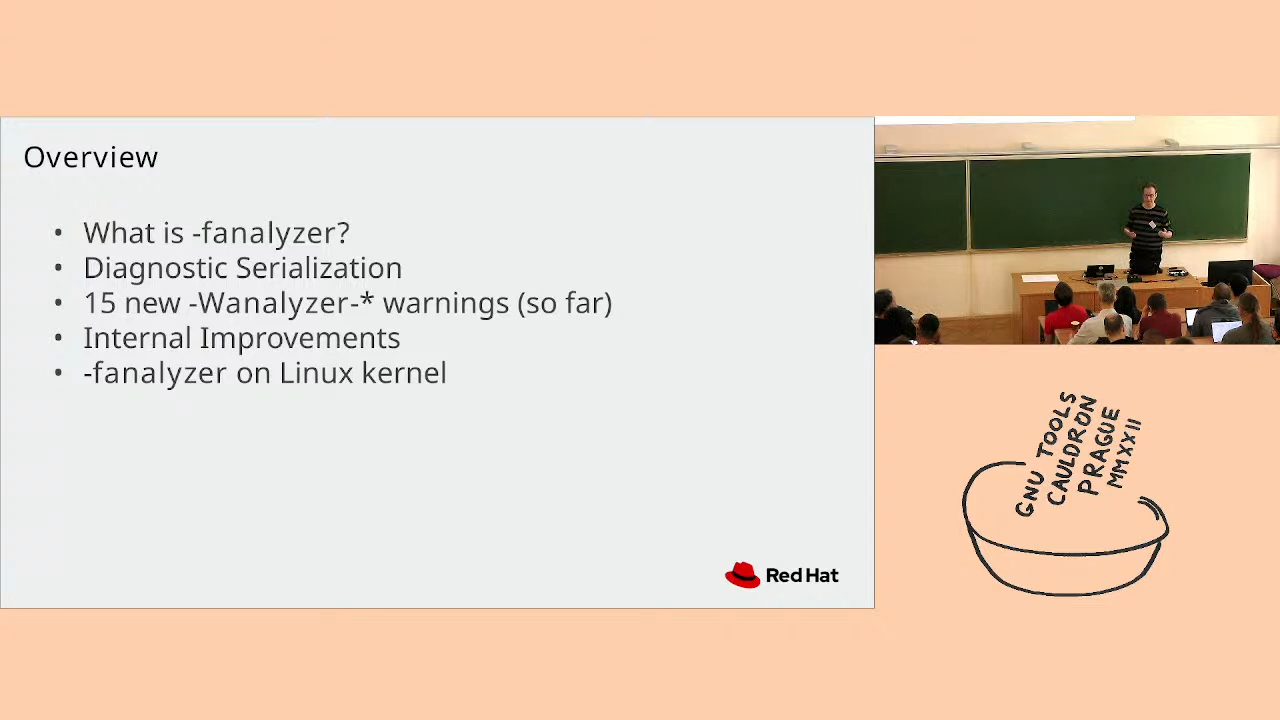 Overview
• What is -fanalyzer?
• Diagnostic Serialization
• 15 new -Wanalyzer-* warnings (so far)
• Internal Improvements
• -fanalyzer on Linux kernel
Red Hat
GNU TOOLS
CAULDRON
PRAGUE
MMXXII